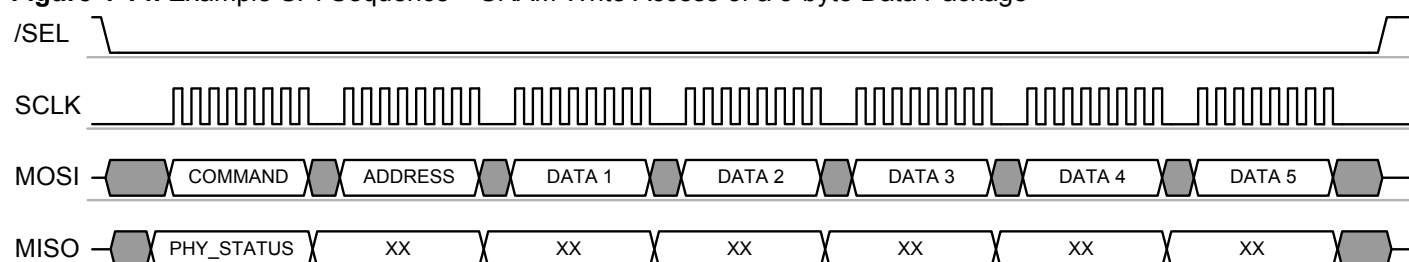 /SEL
SCLK
MOSI COMMAND ADDRESS DATA 1 DATA 2 DATA 3 DATA 4 DATA 5
MISO PHY_STATUS XX XX XX XX XX XX